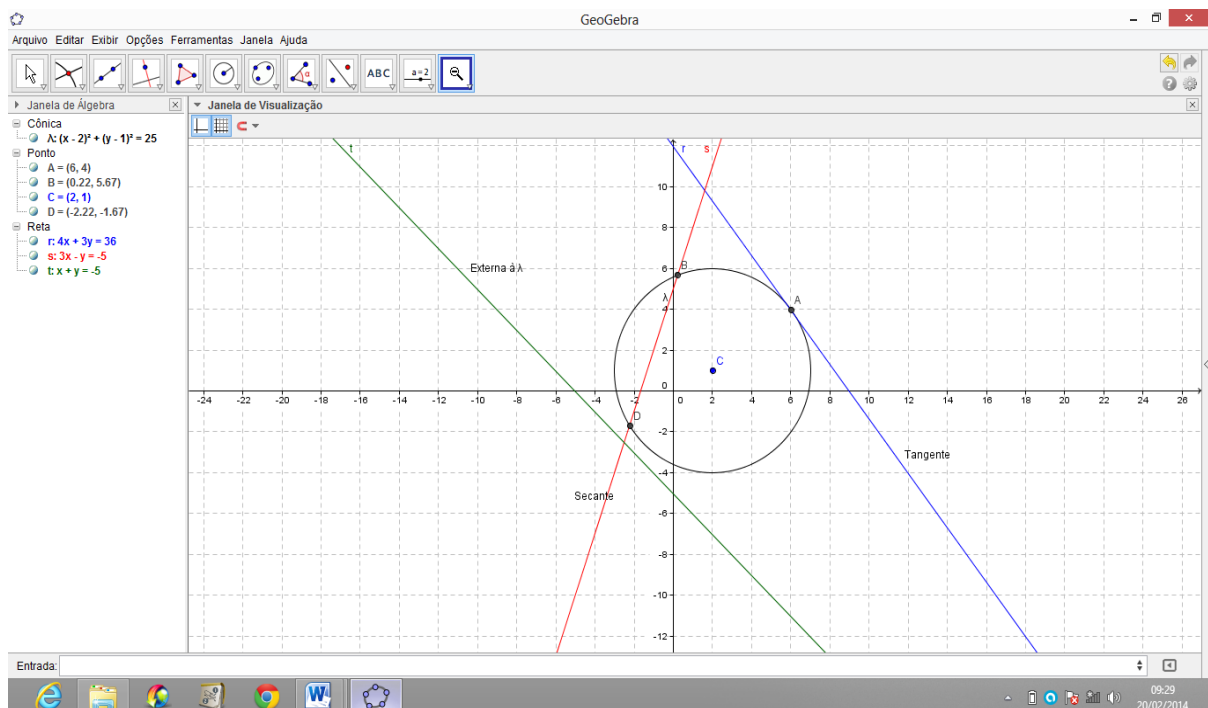 GeoGebra
Arquivo Editar Exibir Opções Ferramentas Janela Ajuda
ABC
a=2
Janela de Álgebra
Janela de Visualização
Cônica
λ: (x - 2)² + (y - 1)² = 25
Ponto
A = (6, 4)
B = (0.22, 5.67)
C = (2, 1)
D = (-2.22, -1.67)
Reta
r: 4x + 3y = 36
s: 3x - y = -5
t: x + y = -5
t
r
s
10
8
Externa à λ
6
B
λ
4
A
2
C
0
-24 -22 -20 -18 -16 -14 -12 -10 -8 -6 -4 -2 0 2 4 6 8 10 12 14 16 18 20 22 24 26
D
-2
Tangente
-4
Secante
-6
-8
-10
-12
Entrada:
09:29
20/02/2014